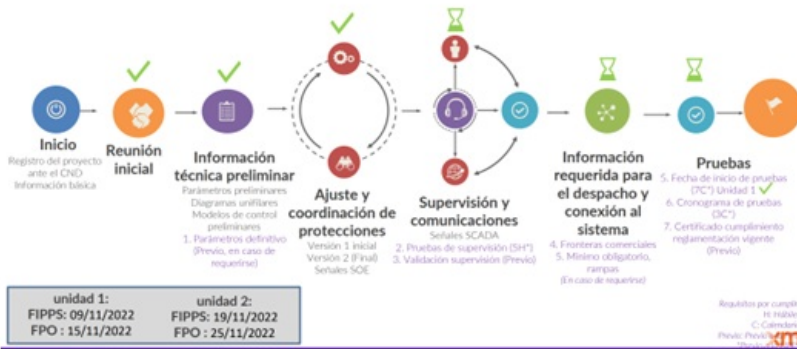 Inicio
Registro del proyecto
ante el CND
Información básica
Reunión
inicial
Información
técnica preliminar
Parámetros preliminares
Diagramas unifilares
Modelos de control
preliminares
1. Parámetros definitivo
(Previo, en caso de
requerirse)
Ajuste y
coordinación de
protecciones
Versión 1 inicial
Versión 2 (Final)
Señales SOE
Supervisión y
comunicaciones
Señales SCADA
2. Pruebas de supervisión (5H*)
3. Validación supervisión (Previo)
Información
requerida para
el despacho y
conexión al
sistema
4. Fronteras comerciales
5. Mínimo obligatorio,
rampas
(En caso de requerirse)
Pruebas
5. Fecha de inicio de pruebas
(7C*) Unidad 1
6. Cronograma de pruebas
(3C*)
7. Certificado cumplimiento
reglamentación vigente
(Previo)
unidad 1:
FIPPS: 09/11/2022
FPO : 15/11/2022
unidad 2:
FIPPS: 19/11/2022
FPO : 25/11/2022
Requisitos por
H:
C:
Previo:
xm